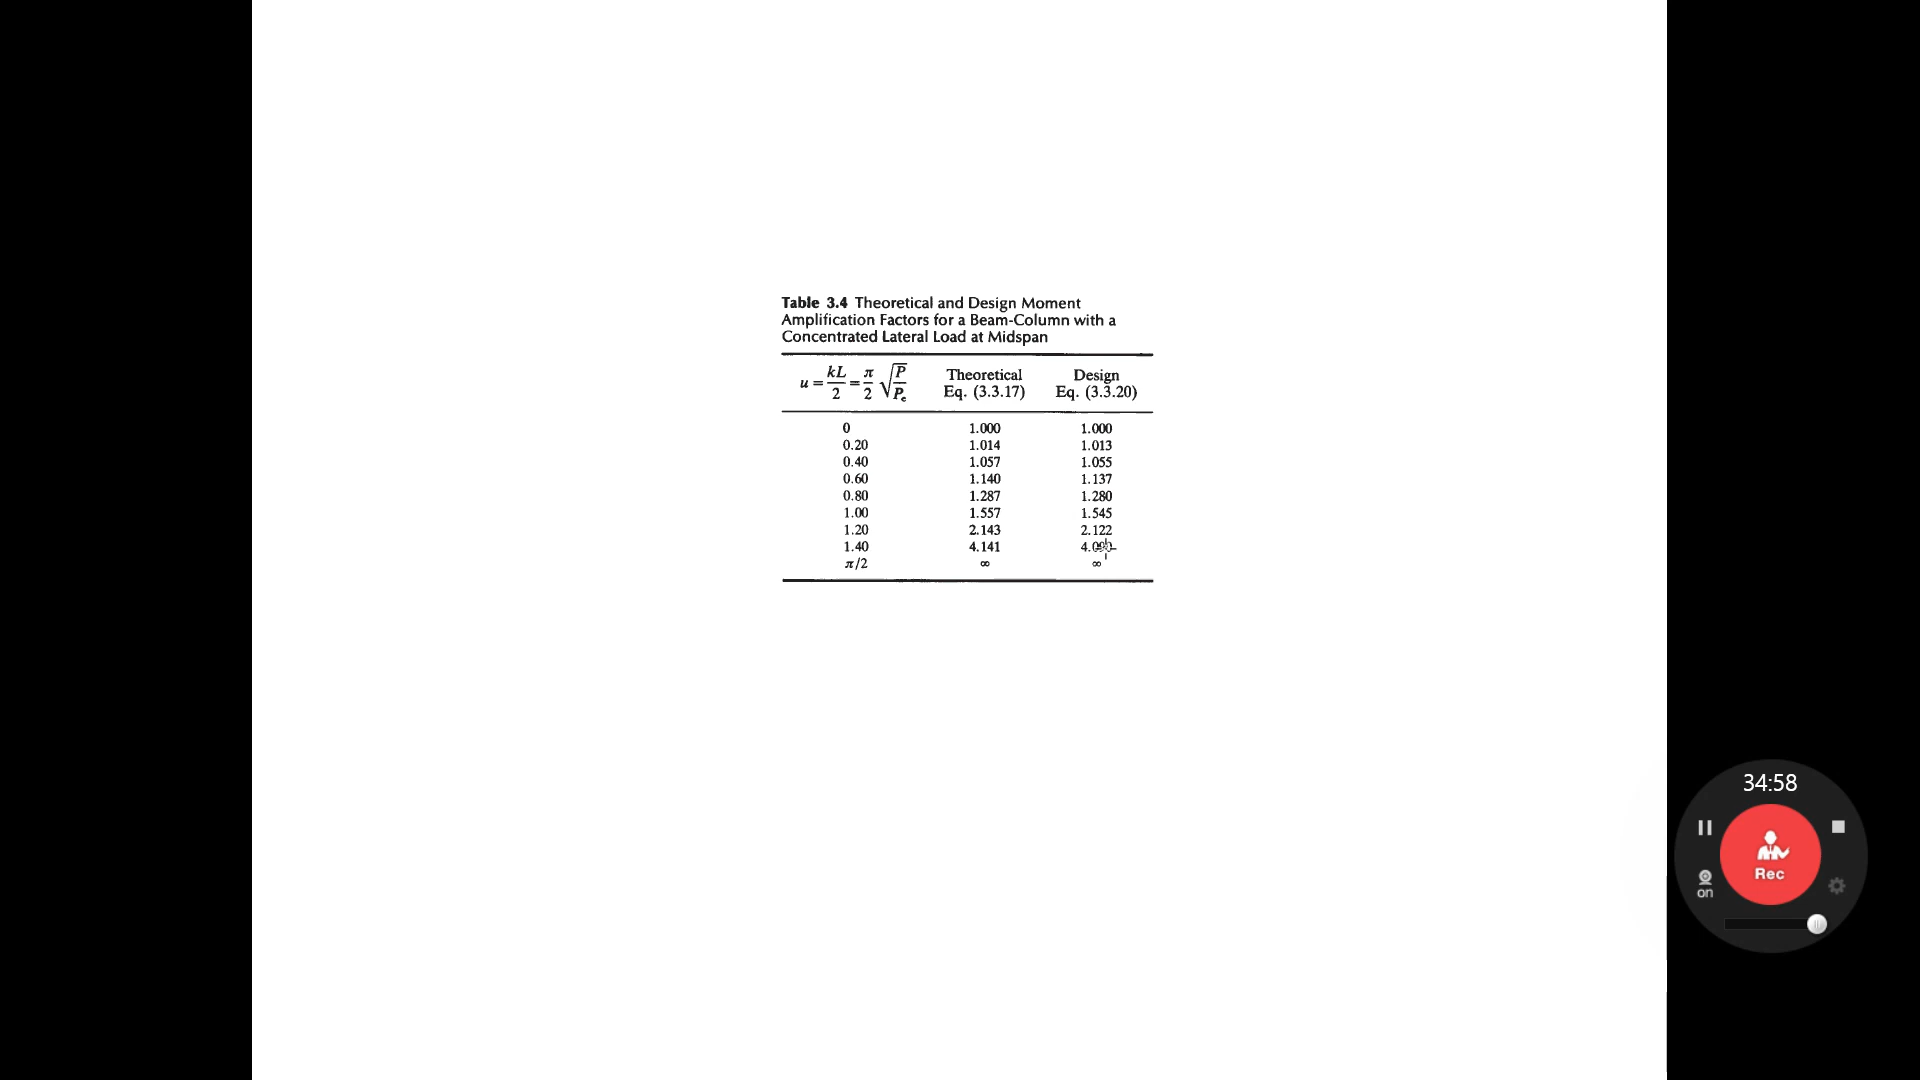 Table 3.4 Theoretical and Design Moment
Amplification Factors for a Beam-Column with a
Concentrated Lateral Load at Midspan
u = kL/2 = π/2 √P/Pe Theoretical Eq. (3.3.17) Design Eq. (3.3.20)
0 1.000 1.000
0.20 1.014 1.013
0.40 1.057 1.055
0.60 1.140 1.137
0.80 1.287 1.280
1.00 1.557 1.545
1.20 2.143 2.122
1.40 4.141
π/2 ∞ ∞
34:58
Rec
on